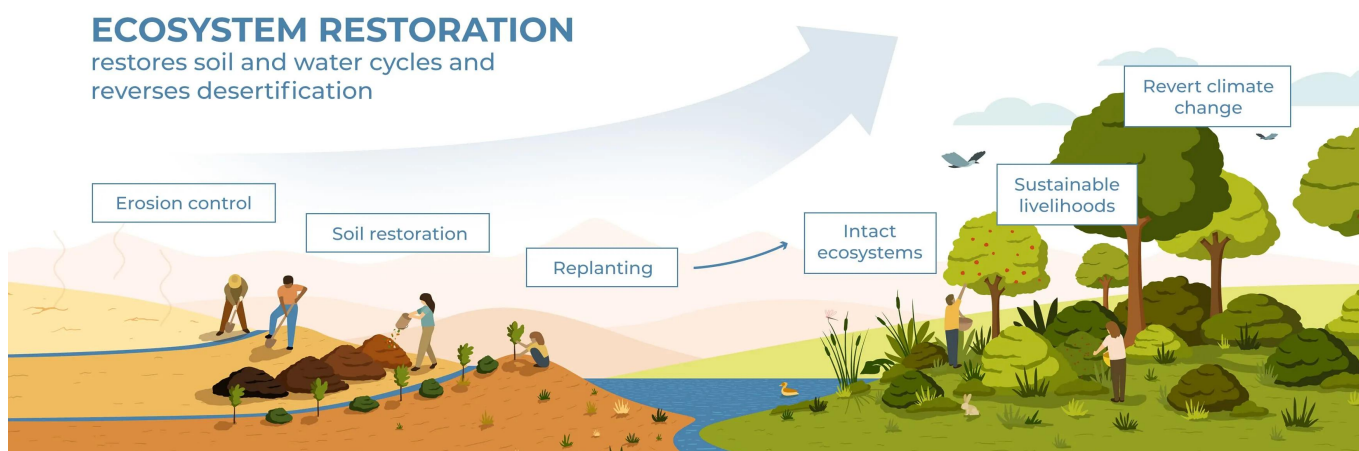 ECOSYSTEM RESTORATION
restores soil and water cycles and
reverses desertification
Erosion control
Soil restoration
Replanting
Intact
ecosystems
Sustainable
livelihoods
Revert climate
change